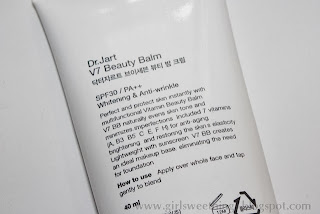 Dr.Jart
V7 Beauty Balm
닥터자르트 브이세븐 뷰티 밤 크림
SPF30 / PA++
Whitening & Anti-wrinkle
Perfect and protect skin instantly with
multifunctional Vitamin Beauty Balm.
V7 BB naturally evens skin tone and
minimizes imperfections. Included 7 vitamins
(A, B3, B5, C, E, F, H) for anti-aging,
brightening, and restoring the skin's elasticity.
Lightweight with sunscreen. V7 BB creates
an ideal makeup base, eliminating the need
for foundation.
How to use Apply over whole face and tap
gently to blend
40 ml
12M